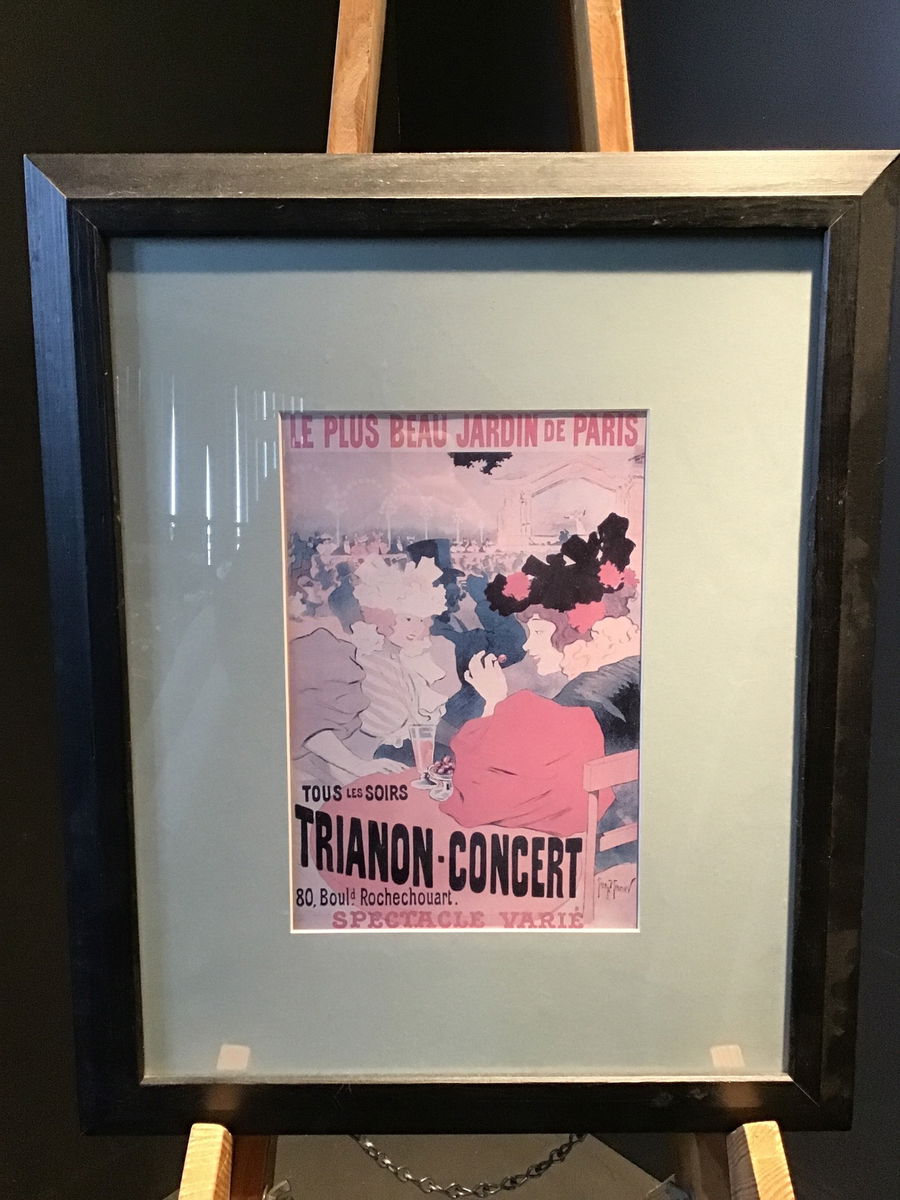 LE PLUS BEAU JARDIN DE PARIS
TOUS LES SOIRS
TRIANON-CONCERT
80, Boulᵈ. Rochechouart.
SPECTACLE VARIÉ